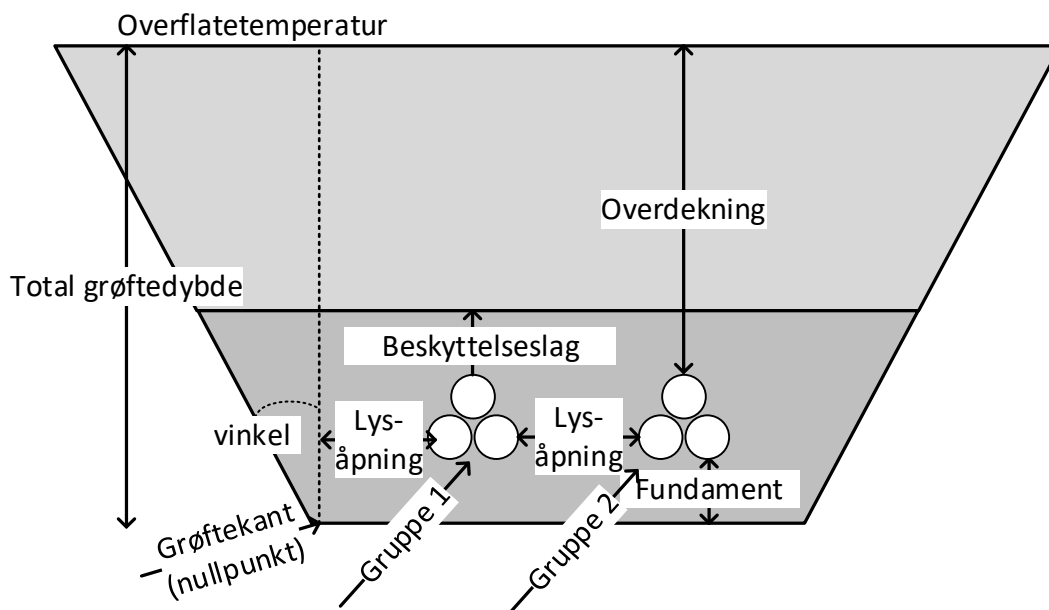 Overflatetemperatur
Overdekning
Total grøftedybde
Beskyttelseslag
vinkel
Lys-
åpning
Lys-
åpning
Fundament
Grøftekant
(nullpunkt)
Gruppe 1
Gruppe 2